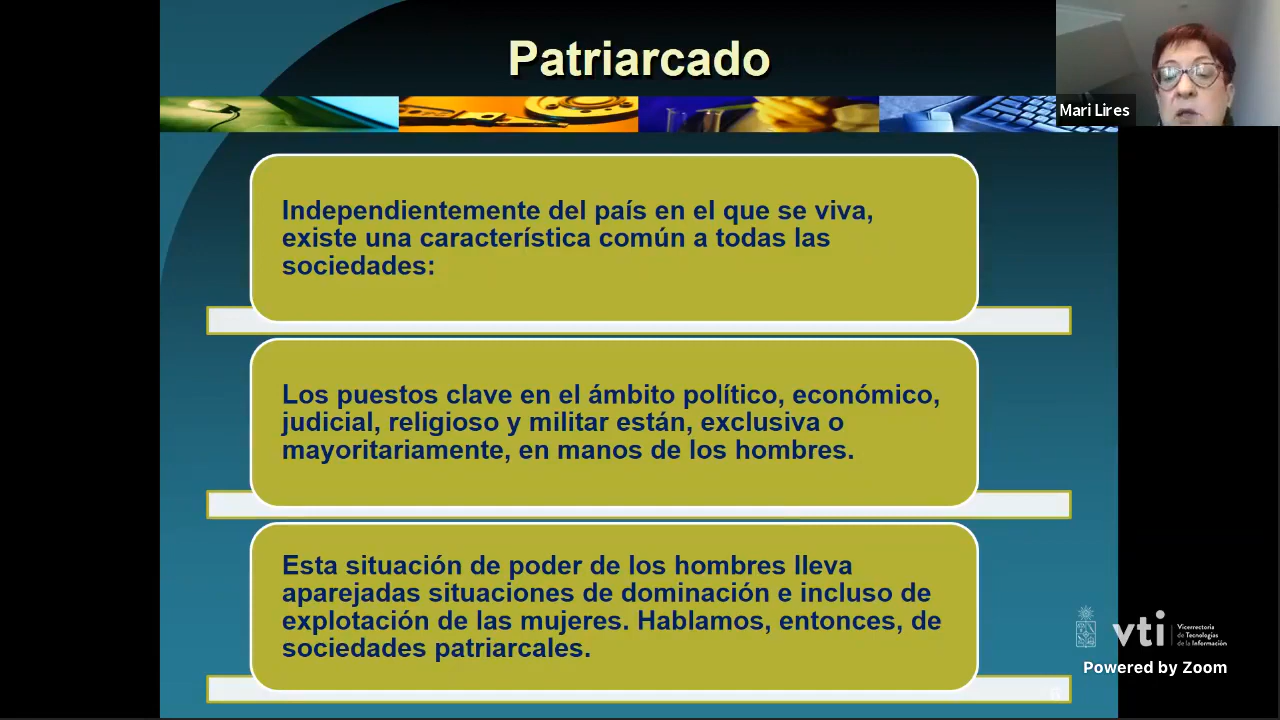 Patriarcado
Mari Lires
Independientemente del país en el que se viva,
existe una característica común a todas las
sociedades:
Los puestos clave en el ámbito político, económico,
judicial, religioso y militar están, exclusiva o
mayoritariamente, en manos de los hombres.
Esta situación de poder de los hombres lleva
aparejadas situaciones de dominación e incluso de
explotación de las mujeres. Hablamos, entonces, de
sociedades patriarcales.
vti
Vicerrectoría
de Tecnologías
de la Información
Powered by Zoom